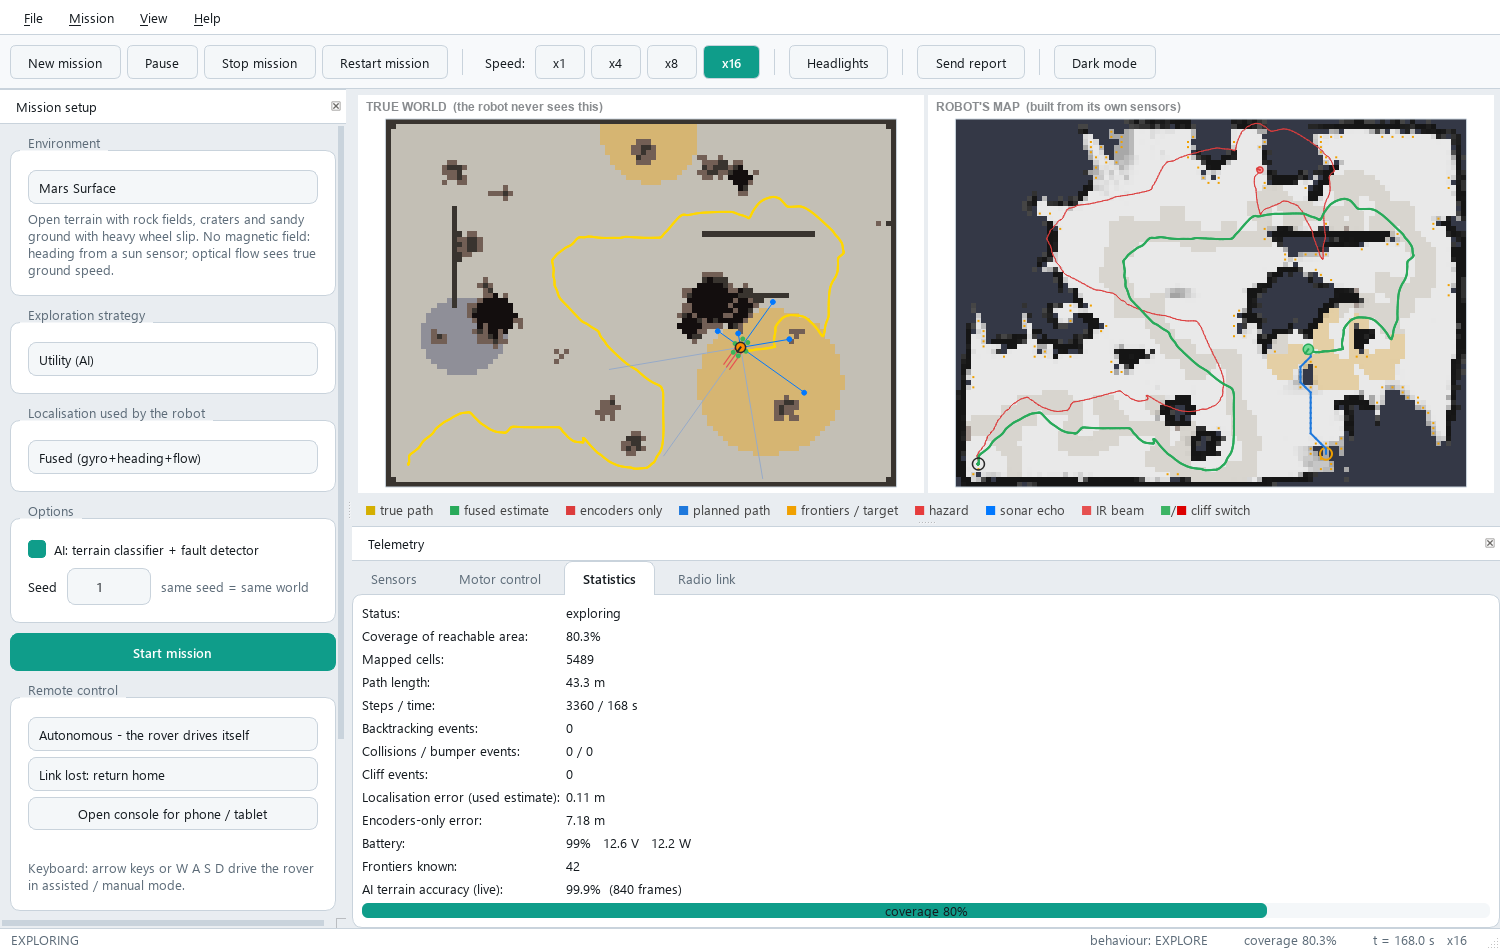 File Mission View Help
New mission Pause Stop mission Restart mission Speed: x1 x4 x8 x16 Headlights Send report Dark mode
Mission setup
Environment
Mars Surface
Open terrain with rock fields, craters and sandy
ground with heavy wheel slip. No magnetic field:
heading from a sun sensor; optical flow sees true
ground speed.
Exploration strategy
Utility (AI)
Localisation used by the robot
Fused (gyro+heading+flow)
Options
AI: terrain classifier + fault detector
Seed 1 same seed = same world
Start mission
Remote control
Autonomous - the rover drives itself
Link lost: return home
Open console for phone / tablet
Keyboard: arrow keys or W A S D drive the rover
in assisted / manual mode.
TRUE WORLD (the robot never sees this)
ROBOT'S MAP (built from its own sensors)
true path fused estimate encoders only planned path frontiers / target hazard sonar echo IR beam / cliff switch
Telemetry
Sensors Motor control Statistics Radio link
Status: exploring
Coverage of reachable area: 80.3%
Mapped cells: 5489
Path length: 43.3 m
Steps / time: 3360 / 168 s
Backtracking events: 0
Collisions / bumper events: 0 / 0
Cliff events: 0
Localisation error (used estimate): 0.11 m
Encoders-only error: 7.18 m
Battery: 99% 12.6 V 12.2 W
Frontiers known: 42
AI terrain accuracy (live): 99.9% (840 frames)
coverage 80%
EXPLORING behaviour: EXPLORE coverage 80.3% t = 168.0 s x16